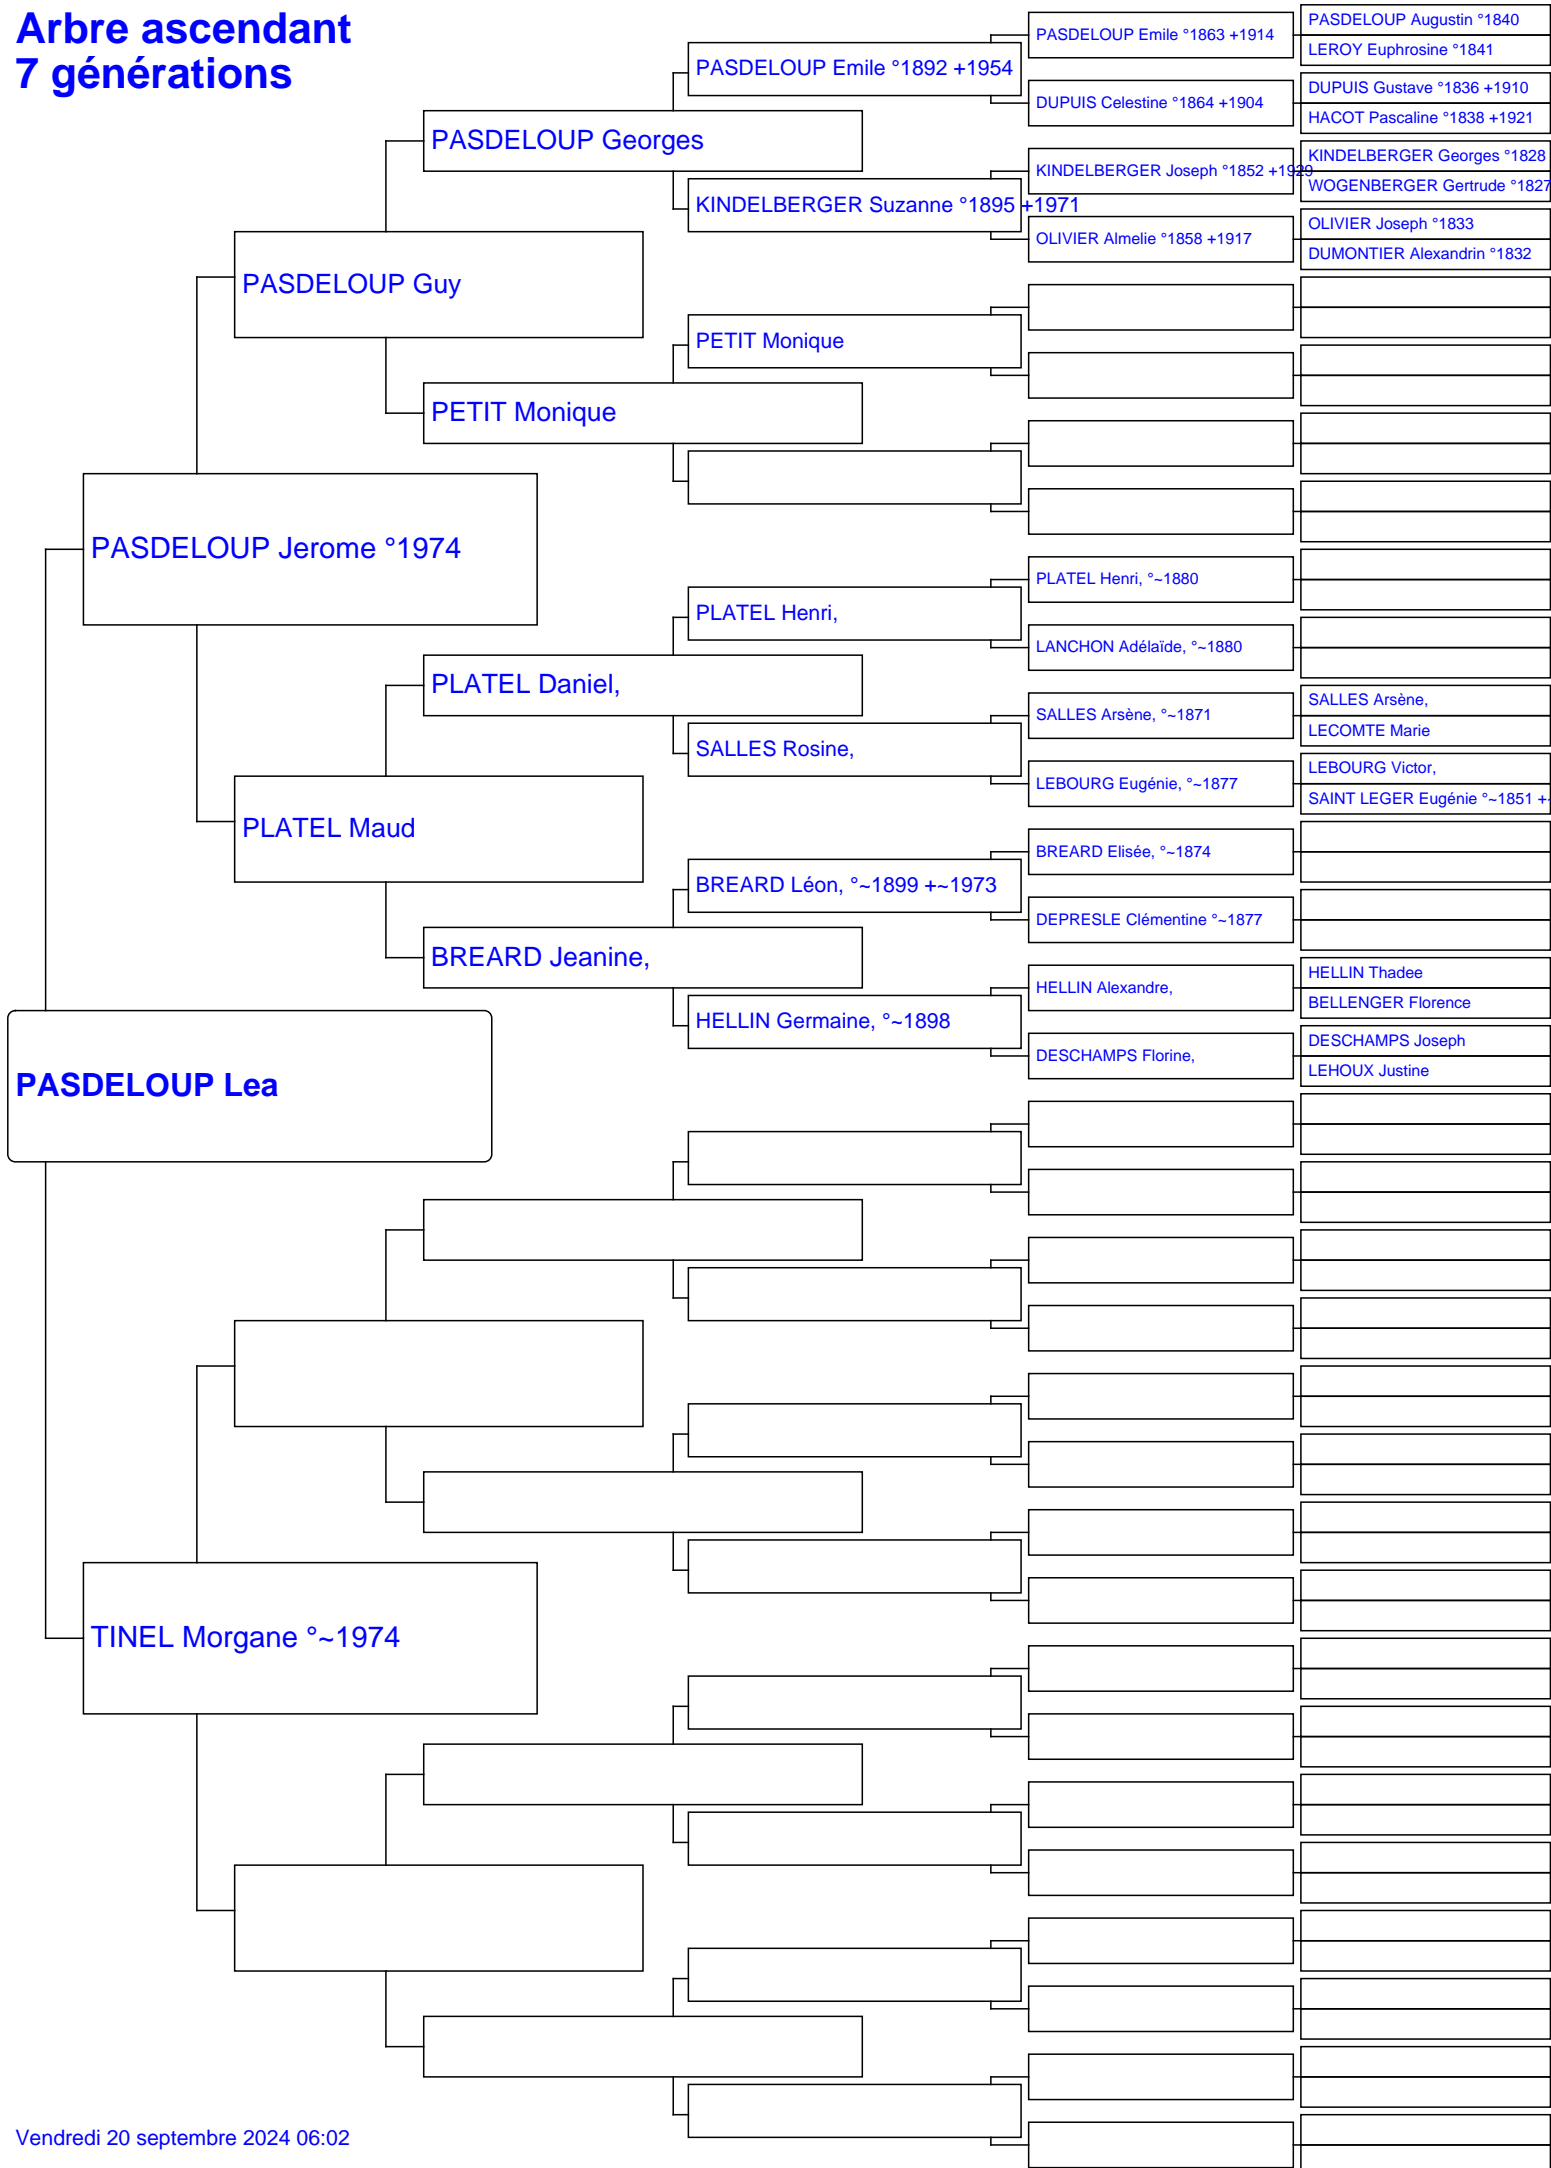 Arbre ascendant
7 générations
PASDELOUP Lea
PASDELOUP Jerome °1974
TINEL Morgane °~1974
PASDELOUP Guy
PLATEL Maud
PASDELOUP Georges
PETIT Monique
PLATEL Daniel,
BREARD Jeanine,
PASDELOUP Emile °1892 +1954
KINDELBERGER Suzanne °1895 +1971
PETIT Monique
PLATEL Henri,
SALLES Rosine,
BREARD Léon, °~1899 +~1973
HELLIN Germaine, °~1898
PASDELOUP Emile °1863 +1914
DUPUIS Celestine °1864 +1904
KINDELBERGER Joseph °1852 +1929
OLIVIER Almelie °1858 +1917
PLATEL Henri, °~1880
LANCHON Adélaïde, °~1880
SALLES Arsène, °~1871
LEBOURG Eugénie, °~1877
BREARD Elisée, °~1874
DEPRESLE Clémentine °~1877
HELLIN Alexandre,
DESCHAMPS Florine,
PASDELOUP Augustin °1840
LEROY Euphrosine °1841
DUPUIS Gustave °1836 +1910
HACOT Pascaline °1838 +1921
KINDELBERGER Georges °1828
WOGENBERGER Gertrude °1827
OLIVIER Joseph °1833
DUMONTIER Alexandrin °1832
SALLES Arsène,
LECOMTE Marie
LEBOURG Victor,
SAINT LEGER Eugénie °~1851 +
HELLIN Thadee
BELLENGER Florence
DESCHAMPS Joseph
LEHOUX Justine
Vendredi 20 septembre 2024 06:02